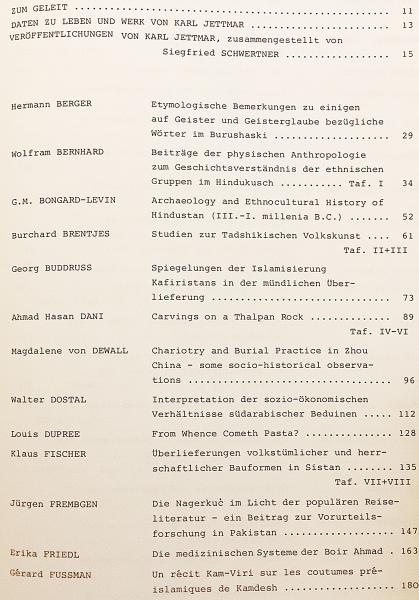 ZUM GELEIT ........................................ 11
DATEN ZU LEBEN UND WERK VON KARL JETTMAR ................ 13
VERÖFFENTLICHUNGEN VON KARL JETTMAR, zusammengestellt von
Siegfried SCHWERTNER ................ 15
Hermann BERGER Etymologische Bemerkungen zu einigen
auf Geister und Geisterglaube bezügliche
Wörter im Burushaski .................... 29
Wolfram BERNHARD Beiträge der physischen Anthropologie
zum Geschichtsverständnis der ethnischen
Gruppen im Hindukusch ........... Taf. I 34
G.M. BONGARD-LEVIN Archaeology and Ethnocultural History of
Hindustan (III.-I. millenia B.C.) ....... 52
Burchard BRENTJES Studien zur Tadshikischen Volkskunst .... 61
Taf. II+III
Georg BUDDRUSS Spiegelungen der Islamisierung
Kafiristans in der mündlichen Über-
lieferung ............................... 73
Ahmad Hasan DANI Carvings on a Thalpan Rock .............. 89
Taf. IV-VI
Magdalene von DEWALL Chariotry and Burial Practice in Zhou
China - some socio-historical observa-
tions ................................... 96
Walter DOSTAL Interpretation der sozio-ökonomischen
Verhältnisse südarabischer Beduinen ..... 112
Louis DUPREE From Whence Cometh Pasta? ............... 128
Klaus FISCHER Überlieferungen volkstümlicher und herr-
schaftlicher Bauformen in Sistan ........ 135
Taf. VII+VIII
Jürgen FREMBGEN Die Nagerkuč im Licht der populären Reise-
literatur - ein Beitrag zur Vorurteils-
forschung in Pakistan ................... 147
Erika FRIEDL Die medizinischen Systeme der Boir Ahmad . 163
Gérard FUSSMAN Un récit Kam-Viri sur les coutumes pré-
islamiques de Kamdesh ................... 180